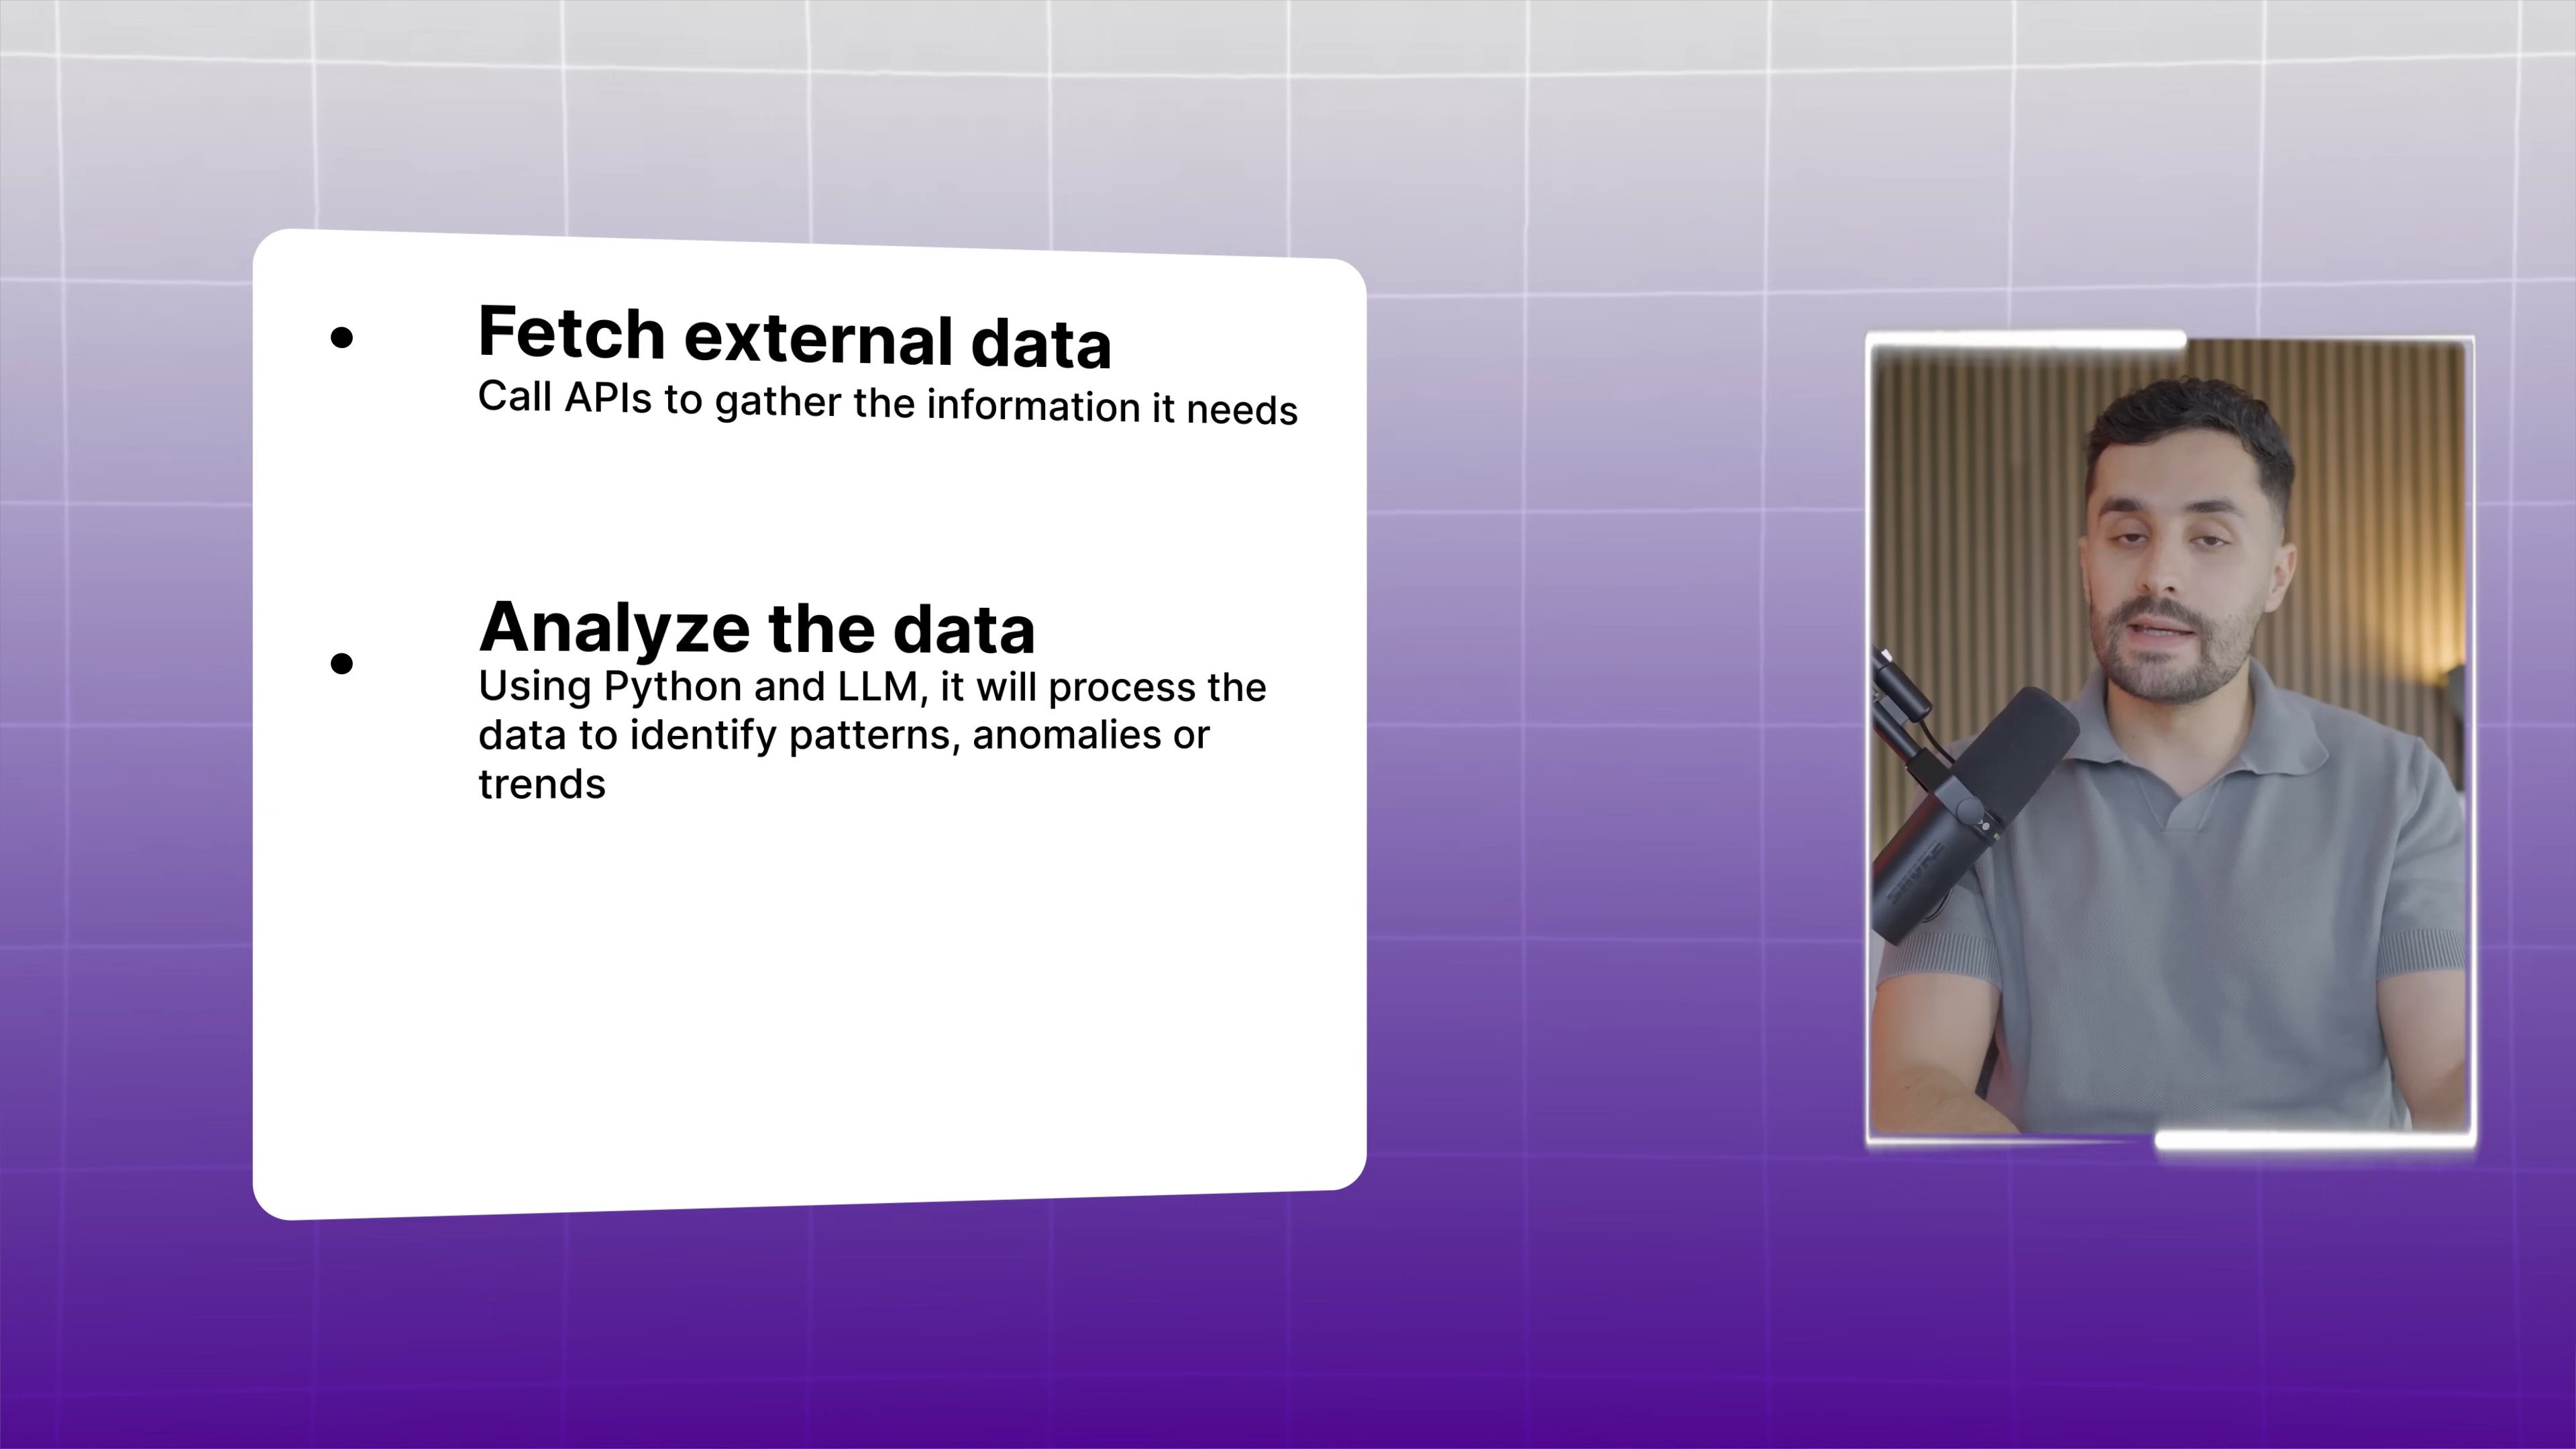 • Fetch external data
Call APIs to gather the information it needs
• Analyze the data
Using Python and LLM, it will process the
data to identify patterns, anomalies or
trends
SHURE